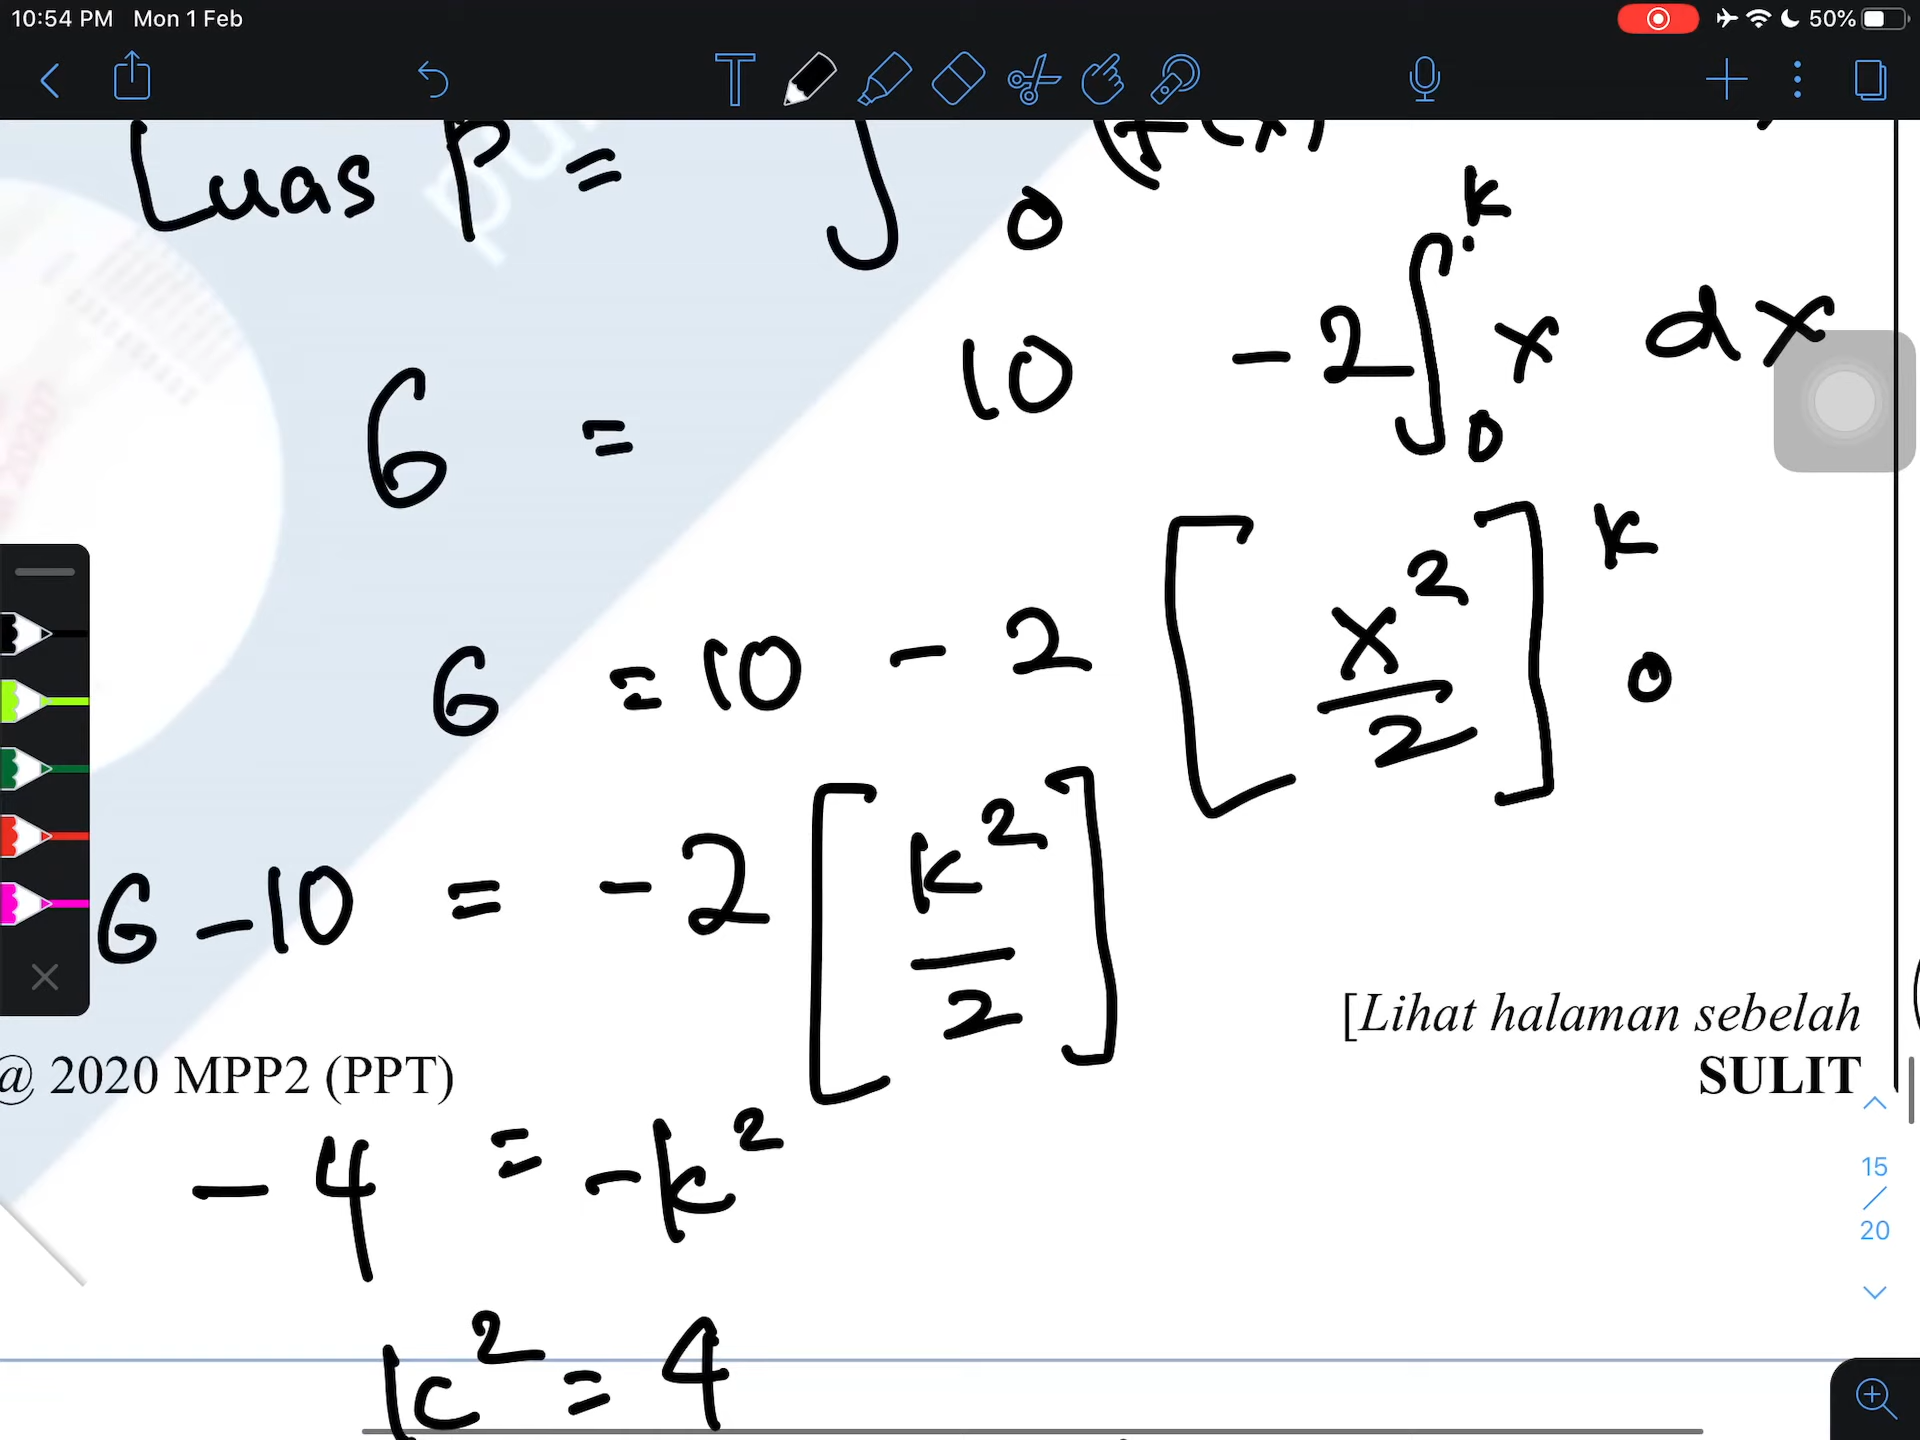 10:54 PM Mon 1 Feb
50%
Luas P = ∫ 0 (f(x)
6 = 10 - 2 ∫₀ᵏ x dx
6 = 10 - 2 [x²/2]ᵏ₀
6 - 10 = - 2 [k²/2]
[Lihat halaman sebelah
@ 2020 MPP2 (PPT)
SULIT
- 4 = - k²
15
/
20
k² = 4